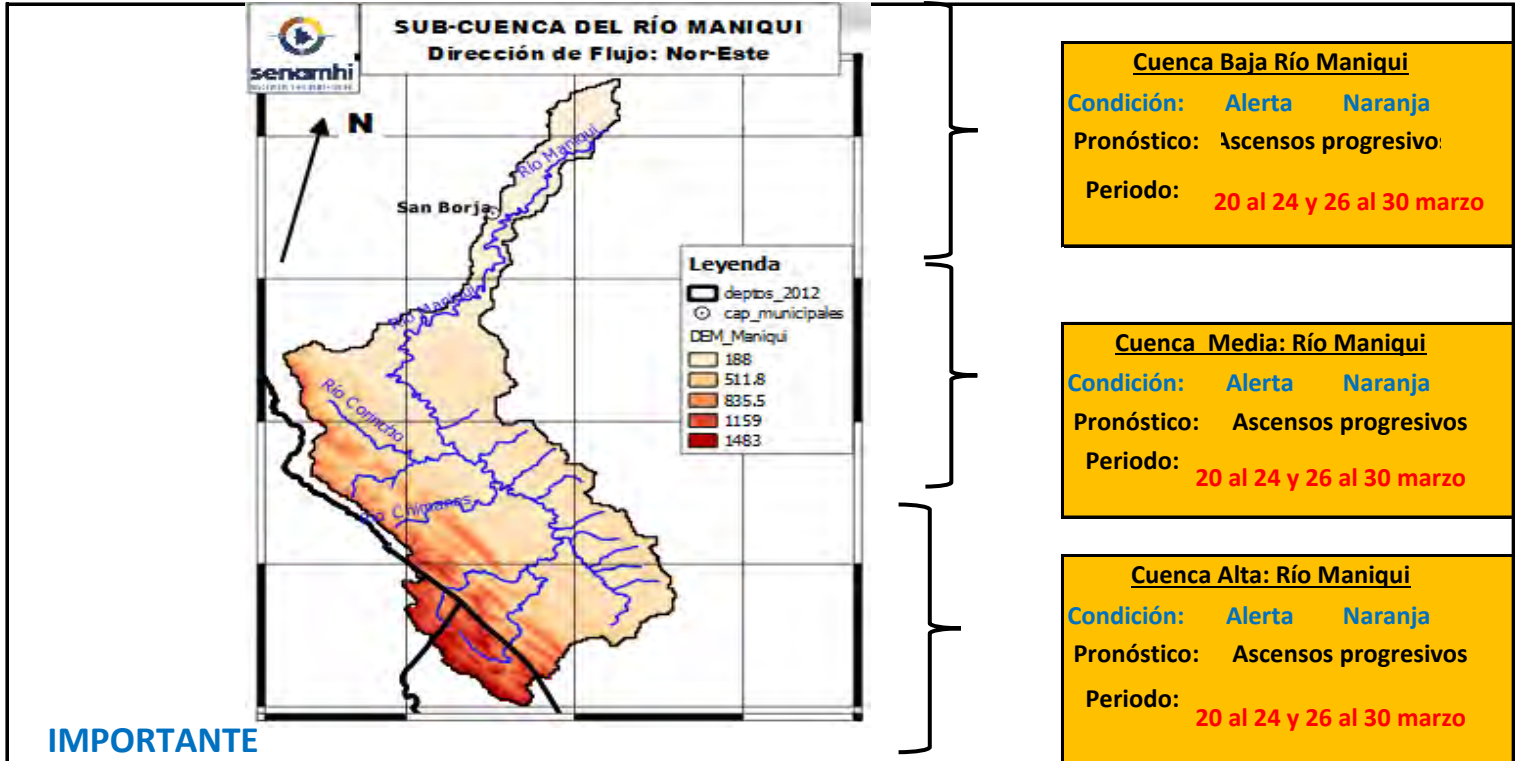 SUB-CUENCA DEL RÍO MANIQUI
Dirección de Flujo: Nor-Este
senamhi
N
Río Maniqui
San Borja
Río Maniqui
Río Chimanes
Leyenda
deptos_2012
cap_municipales
DEM_Maniqui
188
511.8
835.5
1159
1483
IMPORTANTE
Cuenca Baja Río Maniqui
Condición: Alerta Naranja
Pronóstico: Ascensos progresivos
Periodo: 20 al 24 y 26 al 30 marzo
Cuenca Media: Río Maniqui
Condición: Alerta Naranja
Pronóstico: Ascensos progresivos
Periodo: 20 al 24 y 26 al 30 marzo
Cuenca Alta: Río Maniqui
Condición: Alerta Naranja
Pronóstico: Ascensos progresivos
Periodo: 20 al 24 y 26 al 30 marzo